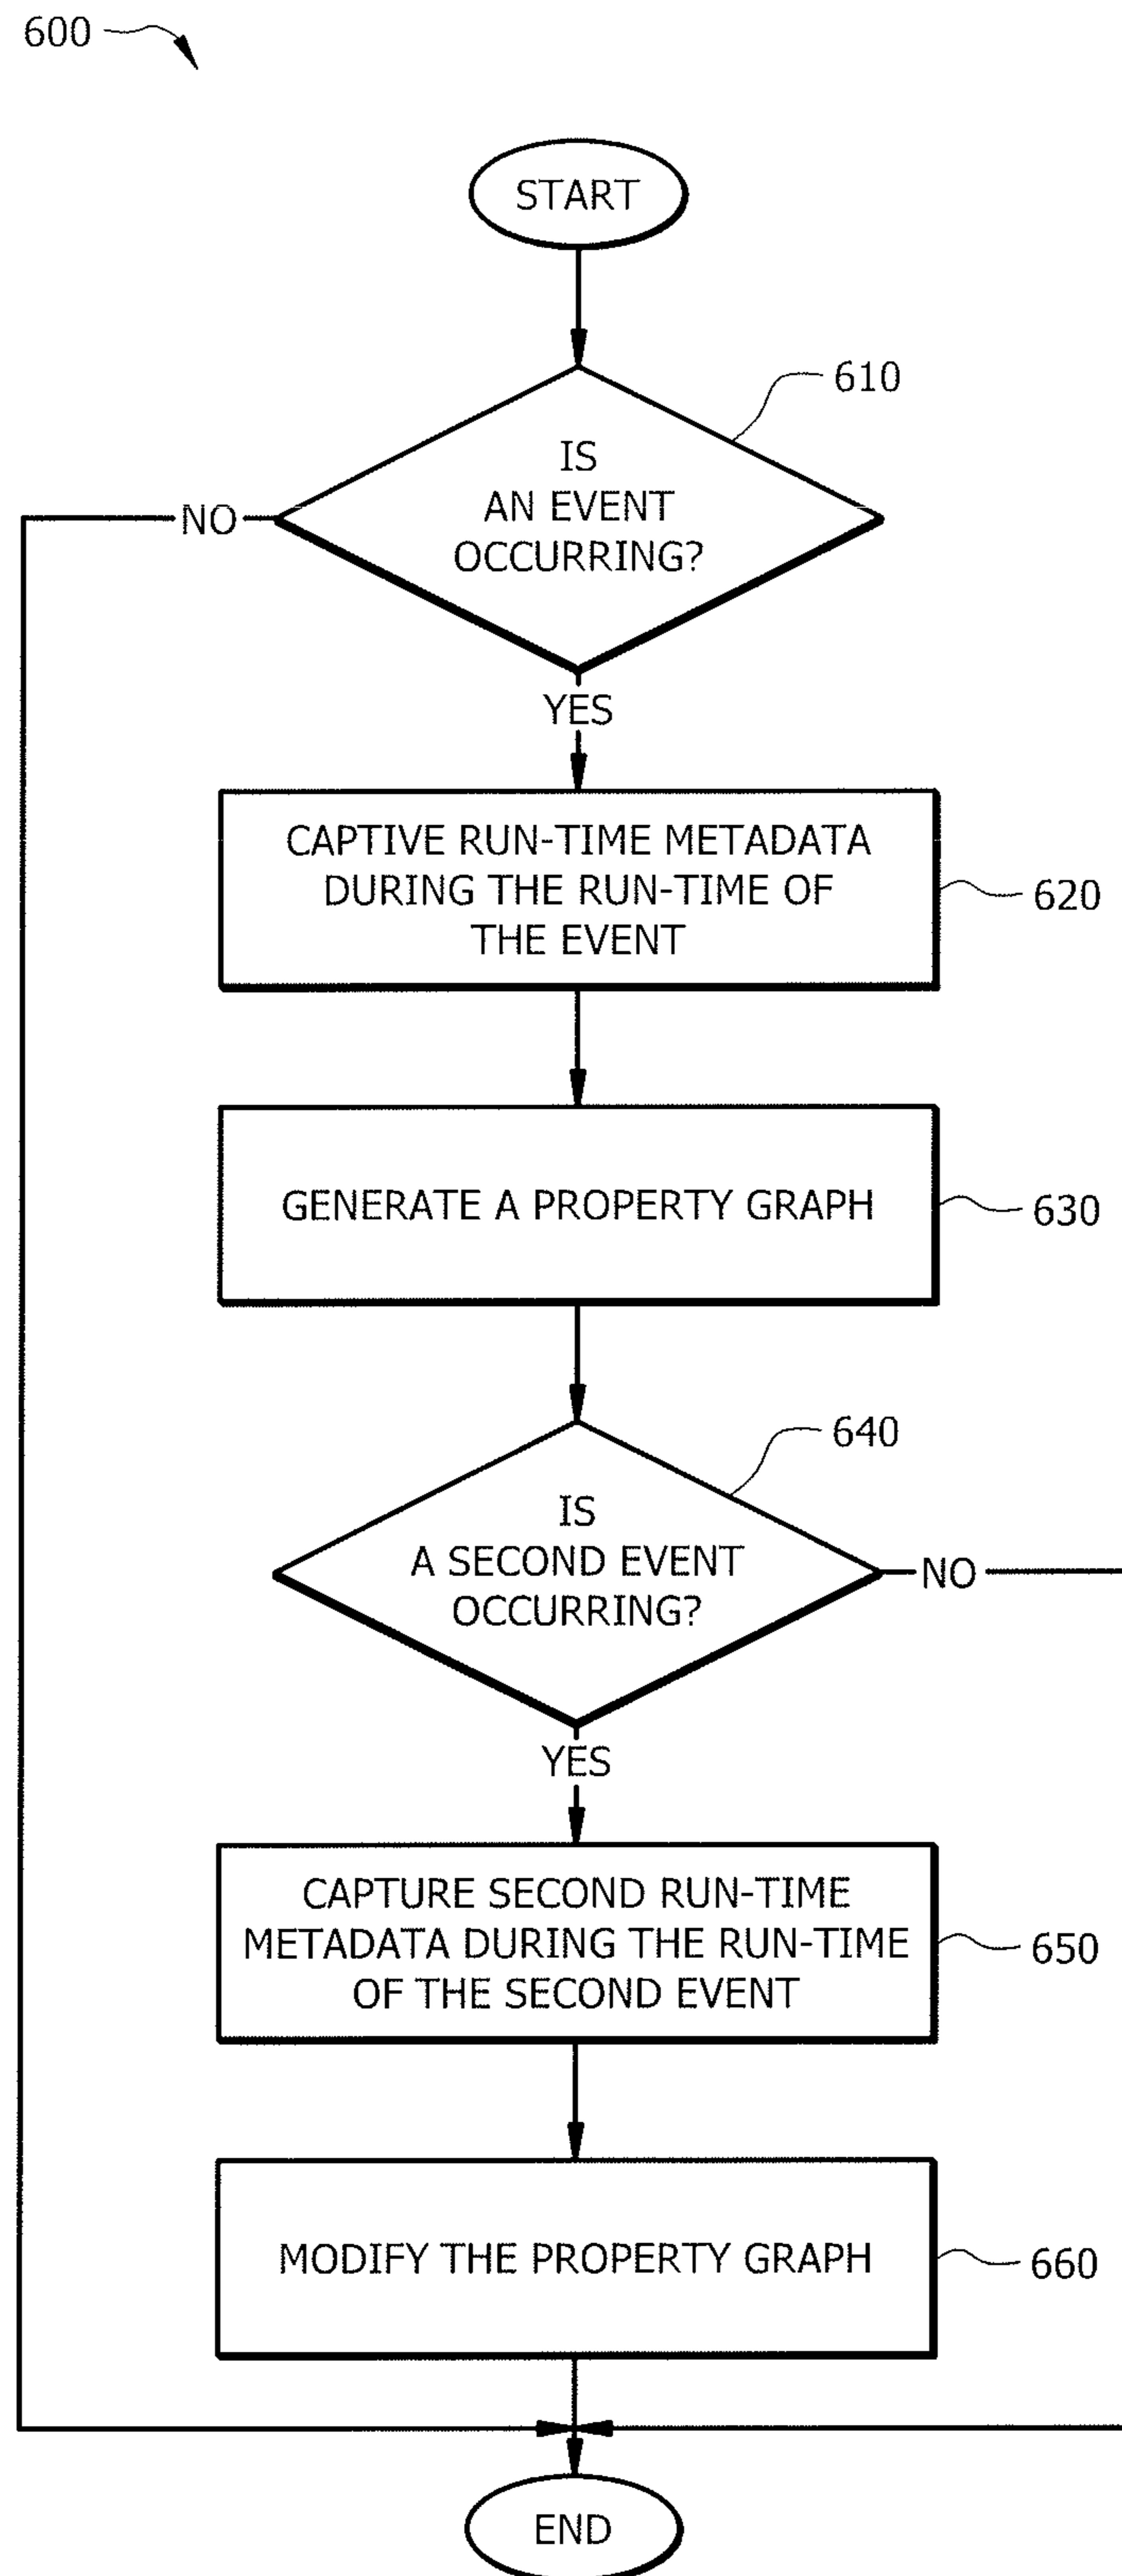 600
START
610
IS
AN EVENT
OCCURRING?
NO
YES
CAPTIVE RUN-TIME METADATA
DURING THE RUN-TIME OF
THE EVENT
620
GENERATE A PROPERTY GRAPH
630
640
IS
A SECOND EVENT
OCCURRING?
NO
YES
CAPTURE SECOND RUN-TIME
METADATA DURING THE RUN-TIME
OF THE SECOND EVENT
650
MODIFY THE PROPERTY GRAPH
660
END